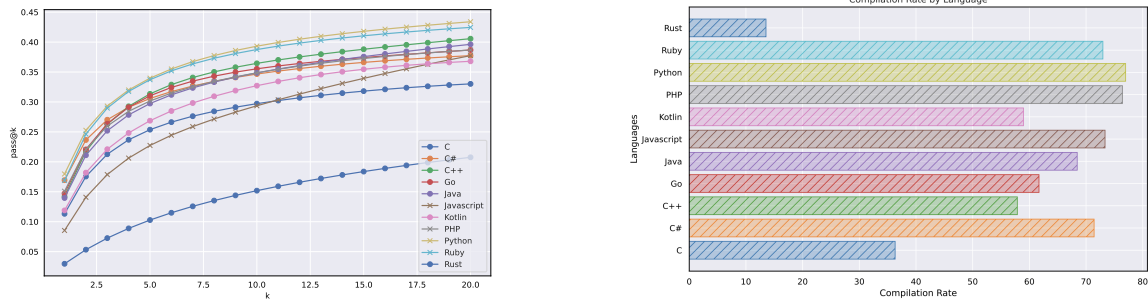 0.45
0.40
0.35
0.30
0.25
0.20
0.15
0.10
0.05
pass@k
2.5 5.0 7.5 10.0 12.5 15.0 17.5 20.0
k
C
C#
C++
Go
Java
Javascript
Kotlin
PHP
Python
Ruby
Rust
Compilation Rate by Language
Languages
Rust
Ruby
Python
PHP
Kotlin
Javascript
Java
Go
C++
C#
C
0 10 20 30 40 50 60 70 80
Compilation Rate